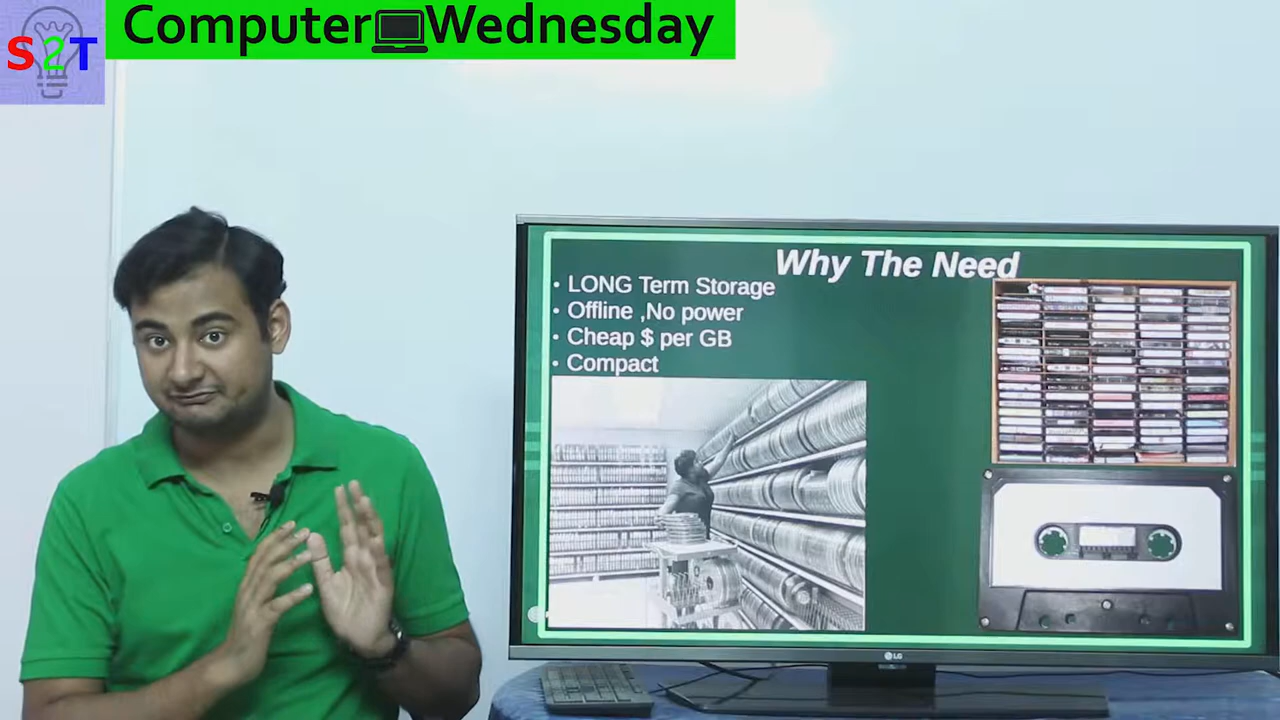 Computer Wednesday
S2T
Why The Need
• LONG Term Storage
• Offline ,No power
• Cheap $ per GB
• Compact
LG